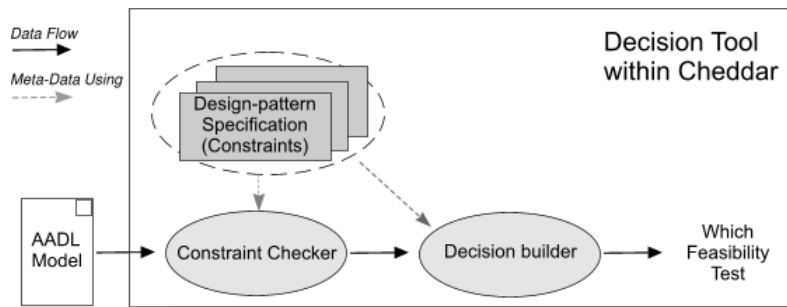 Data Flow
Meta-Data Using
Decision Tool
within Cheddar
Design-pattern
Specification
(Constraints)
AADL
Model
Constraint Checker
Decision builder
Which
Feasibility
Test